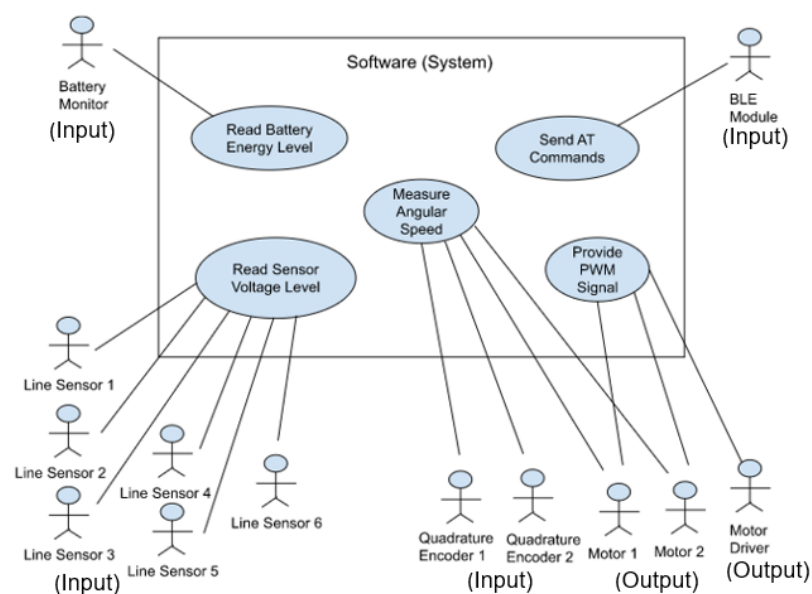 Software (System)
Battery
Monitor
(Input)
BLE
Module
(Input)
Read Battery
Energy Level
Send AT
Commands
Measure
Angular
Speed
Read Sensor
Voltage Level
Provide
PWM
Signal
Line Sensor 1
Line Sensor 2
Line Sensor 3
(Input)
Line Sensor 4
Line Sensor 5
Line Sensor 6
Quadrature
Encoder 1
Quadrature
Encoder 2
(Input)
Motor 1
Motor 2
(Output)
Motor
Driver
(Output)